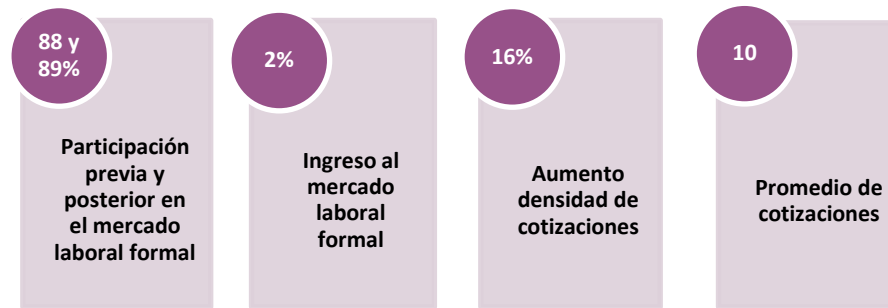 88 y
89%
Participación
previa y
posterior en
el mercado
laboral formal
2%
Ingreso al
mercado
laboral
formal
16%
Aumento
densidad de
cotizaciones
10
Promedio de
cotizaciones